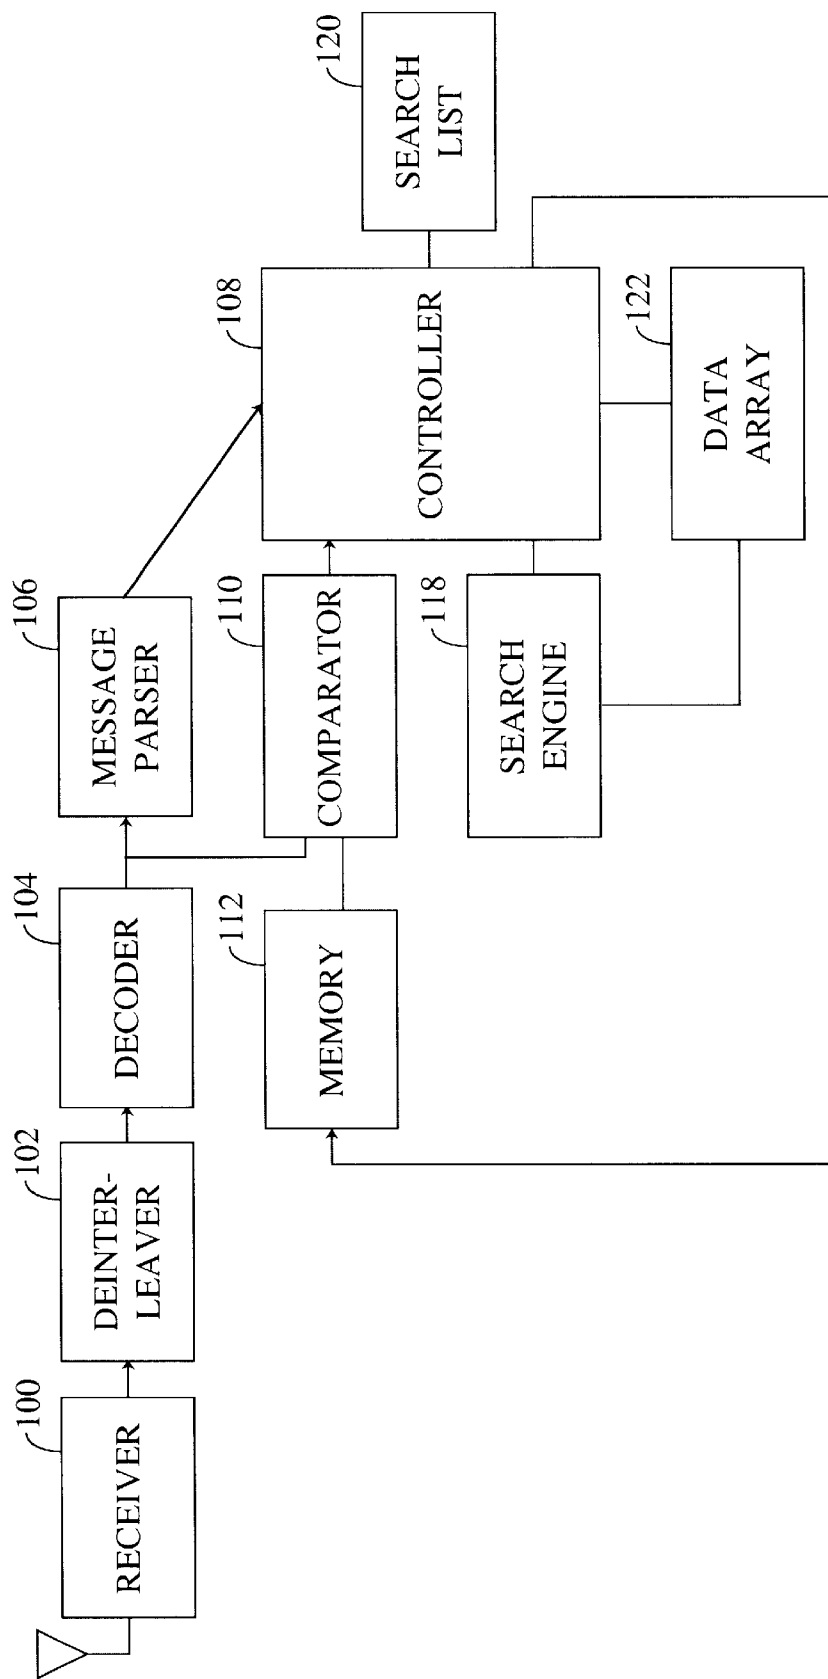 100
RECEIVER
102
DEINTER-
LEAVER
104
DECODER
106
MESSAGE
PARSER
112
MEMORY
110
COMPARATOR
108
CONTROLLER
120
SEARCH
LIST
118
SEARCH
ENGINE
122
DATA
ARRAY